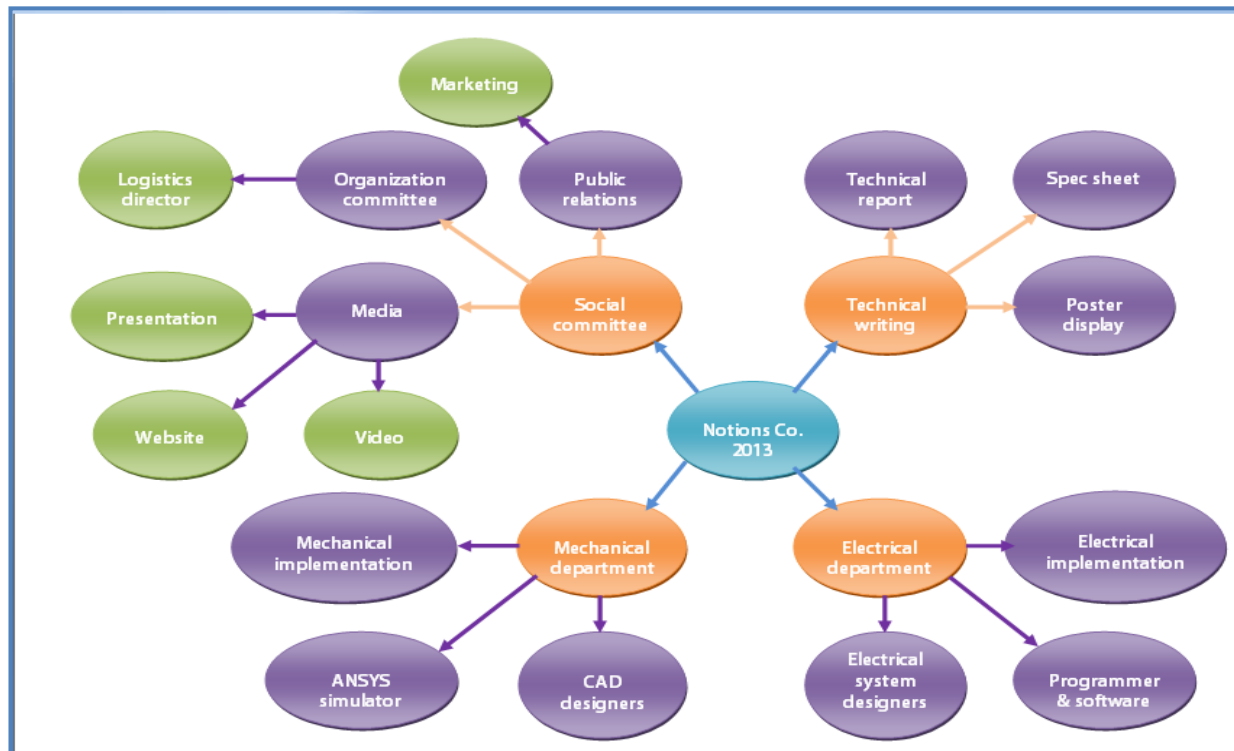 Marketing
Logistics
director
Organization
committee
Public
relations
Technical
report
Spec sheet
Presentation
Media
Social
committee
Technical
writing
Poster
display
Website
Video
Notions Co.
2013
Mechanical
implementation
Mechanical
department
Electrical
department
Electrical
implementation
ANSYS
simulator
CAD
designers
Electrical
system
designers
Programmer
& software